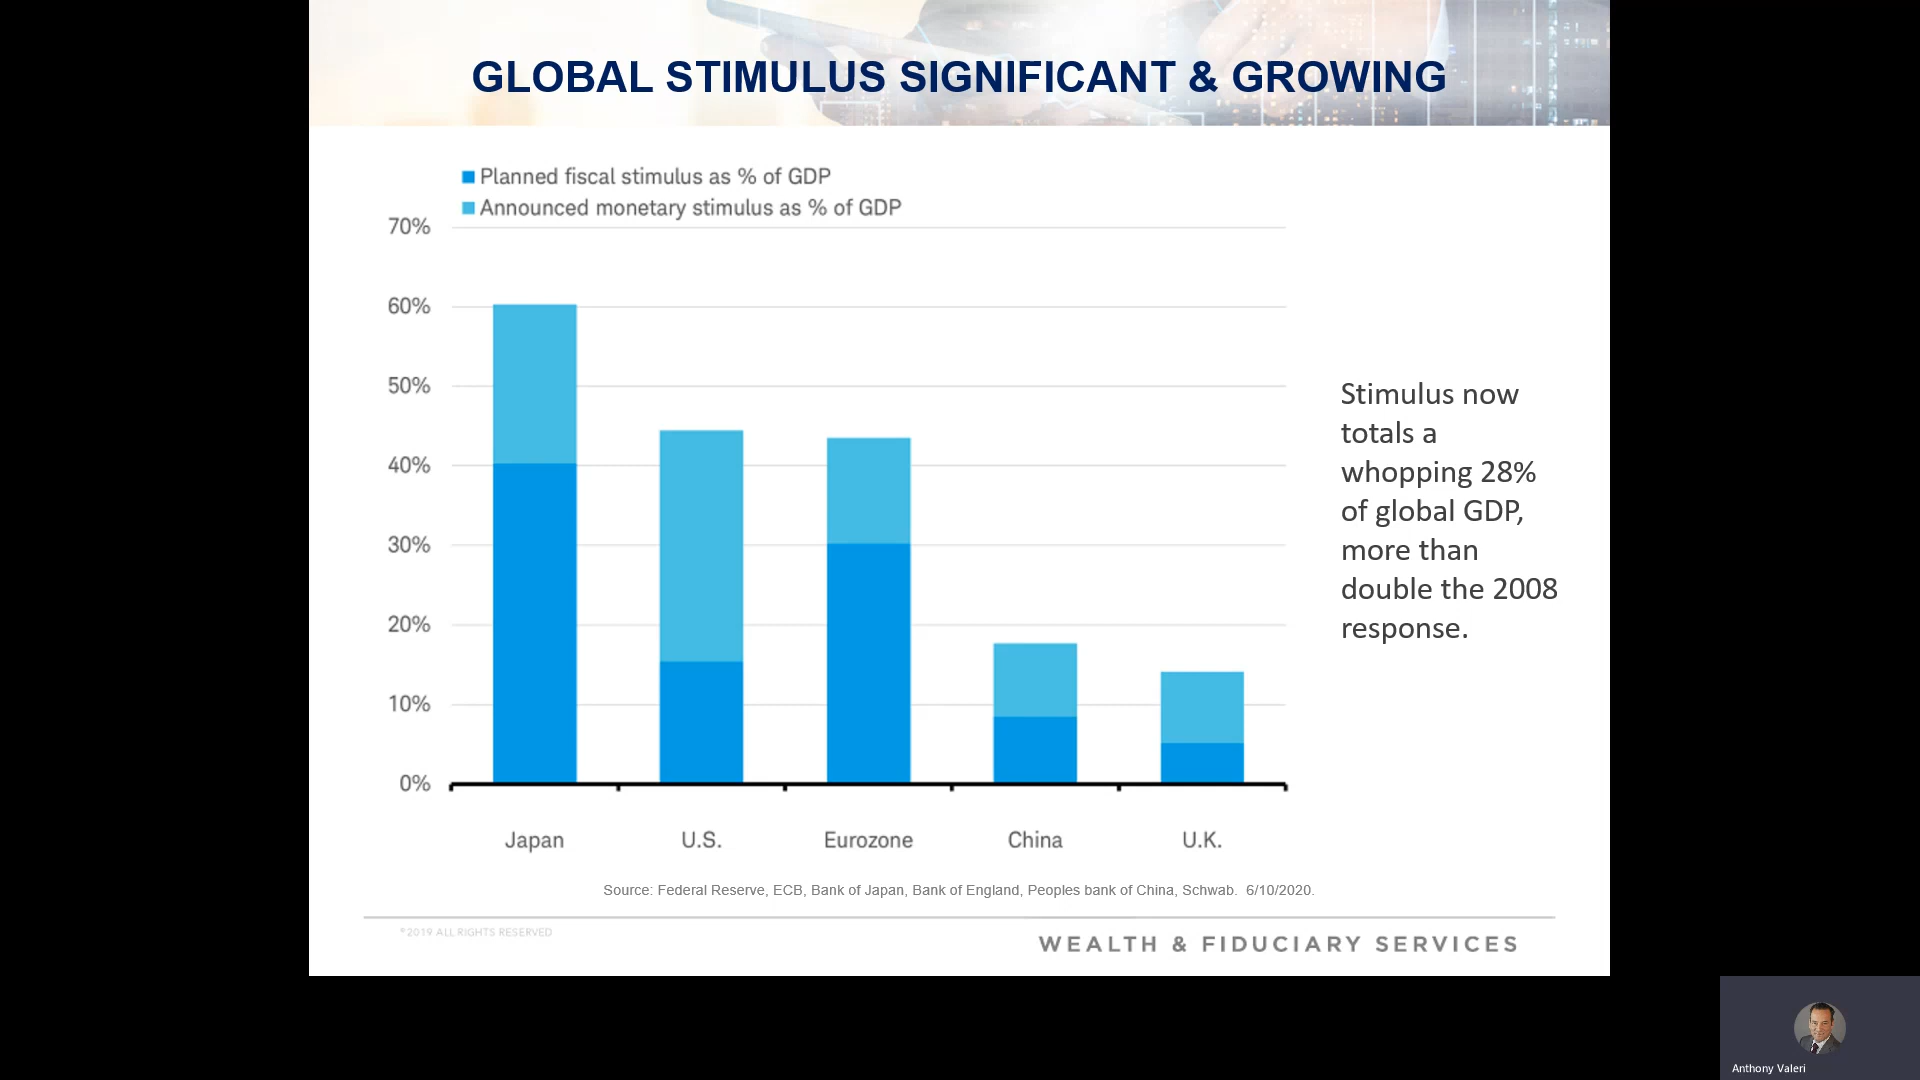 GLOBAL STIMULUS SIGNIFICANT & GROWING
Planned fiscal stimulus as % of GDP
Announced monetary stimulus as % of GDP
70%
60%
50%
40%
30%
20%
10%
0%
Japan
U.S.
Eurozone
China
U.K.
Stimulus now
totals a
whopping 28%
of global GDP,
more than
double the 2008
response.
Source: Federal Reserve, ECB, Bank of Japan, Bank of England, Peoples bank of China, Schwab.  6/10/2020.
©2019 ALL RIGHTS RESERVED
WEALTH & FIDUCIARY SERVICES
Anthony Valeri